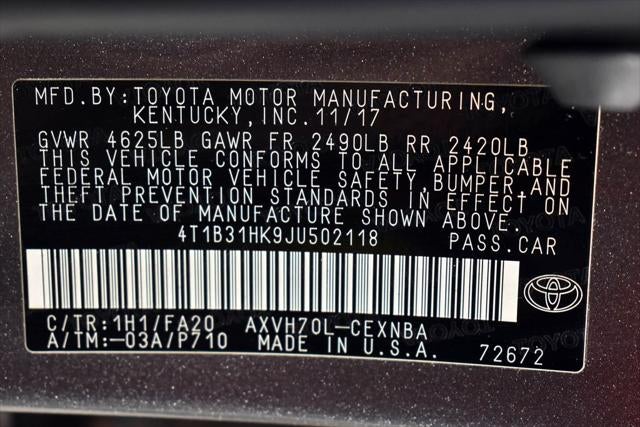 MFD.BY:TOYOTA MOTOR MANUFACTURING,
KENTUCKY,INC.11/17
GVWR 4625LB GAWR FR 2490LB RR 2420LB
THIS VEHICLE CONFORMS TO ALL APPLICABLE
FEDERAL MOTOR VEHICLE SAFETY,BUMPER,AND
THEFT PREVENTION STANDARDS IN EFFECT ON
THE DATE OF MANUFACTURE SHOWN ABOVE.
4T1B31HK9JU502118 PASS.CAR
C/TR:1H1/FA20 AXVH70L-CEXNBA
A/TM:-03A/P710 MADE IN U.S.A. 72672